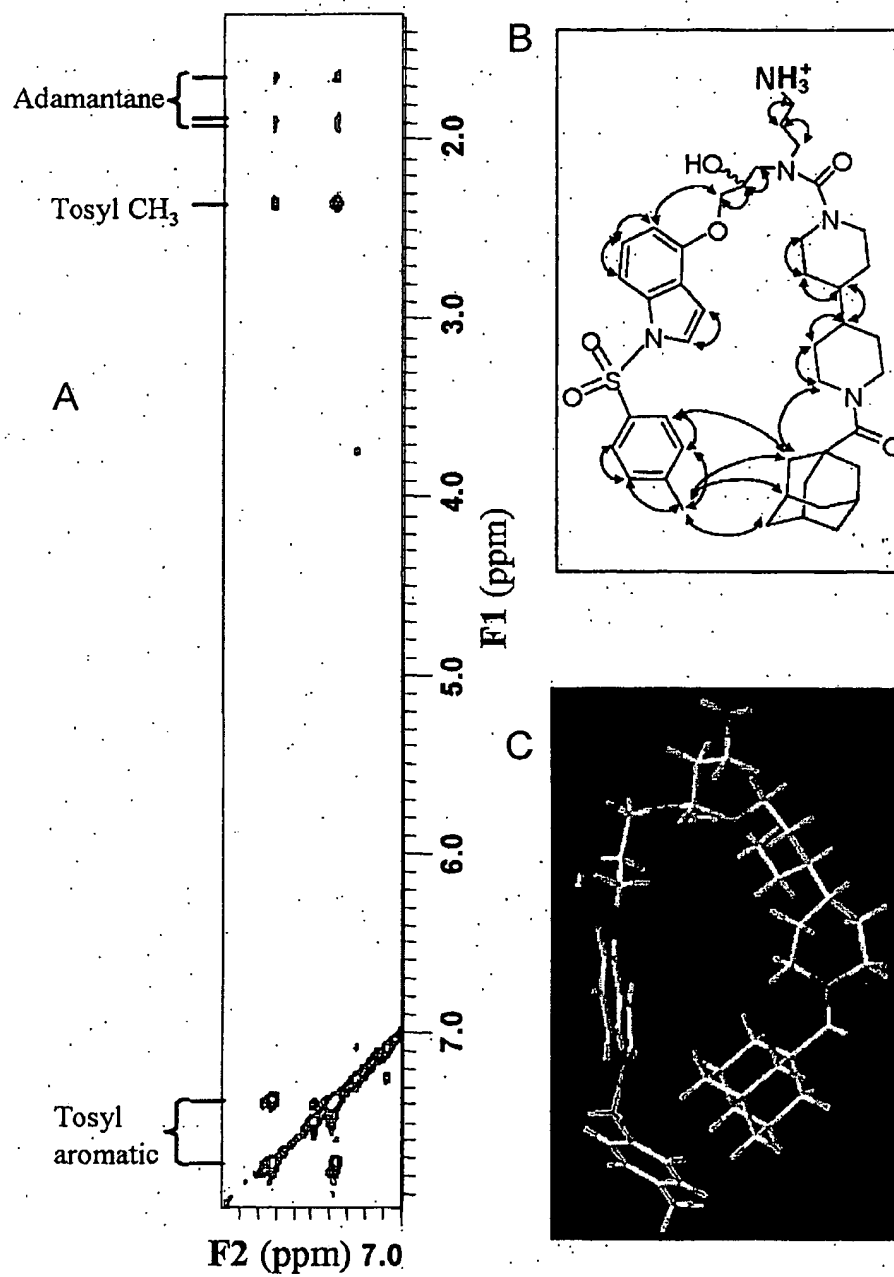 A
Adamantane
Tosyl CH3
Tosyl
aromatic
2.0
3.0
4.0
5.0
6.0
7.0
F1 (ppm)
F2 (ppm) 7.0
B
NH3+
HO
N
O
O
N
N
O
S
O
N
O
C